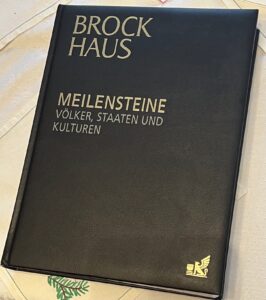 BROCK
HAUS
MEILENSTEINE
VÖLKER, STAATEN UND
KULTUREN